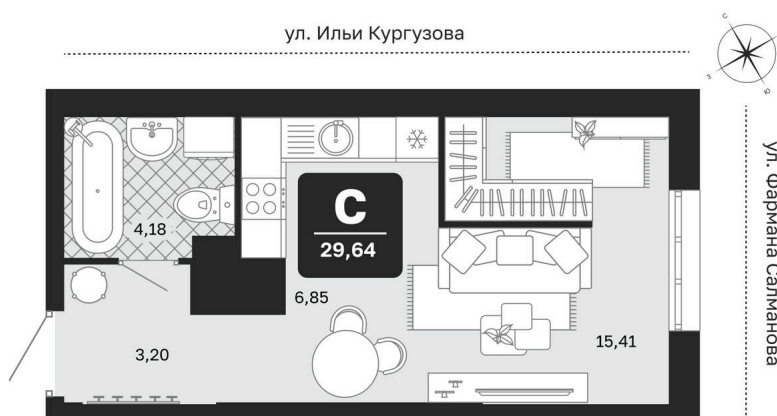 ул. Ильи Кургузова
с
з
ю
ул. Фармана Салманова
С
29,64
4,18
6,85
3,20
15,41